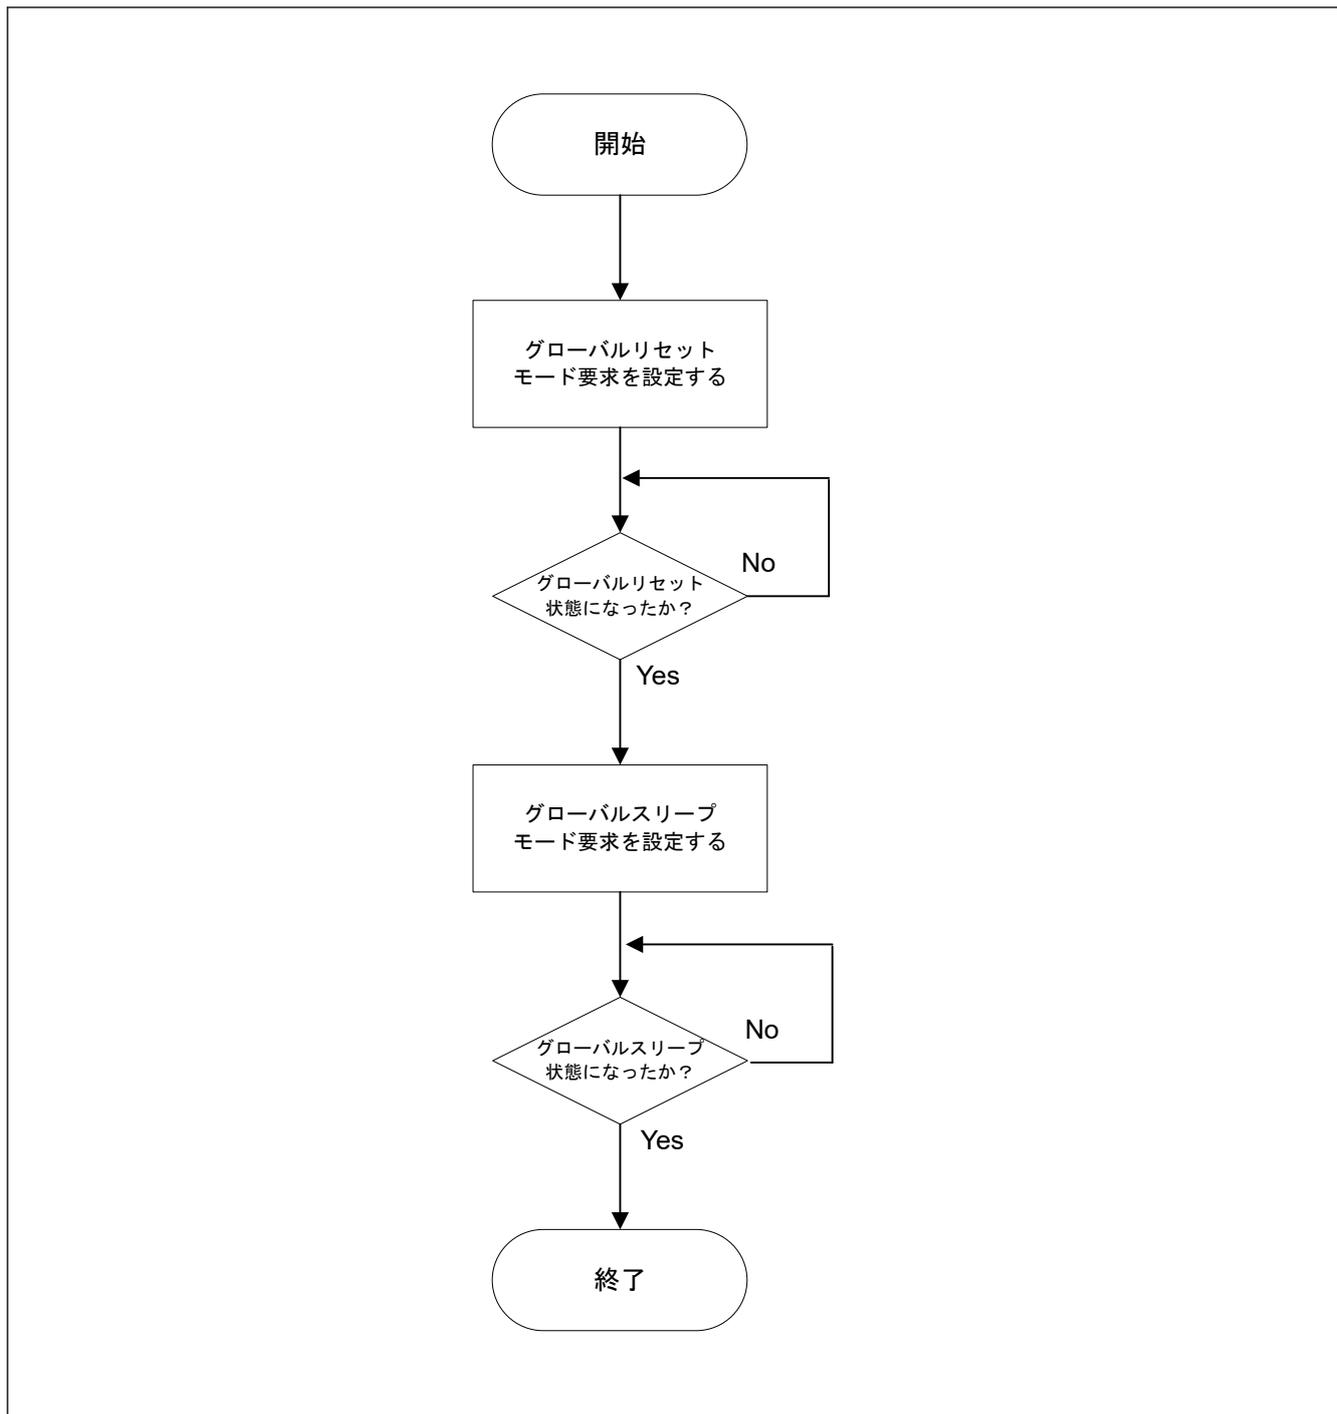 開始
グローバルリセット
モード要求を設定する
No
グローバルリセット
状態になったか？
Yes
グローバルスリープ
モード要求を設定する
No
グローバルスリープ
状態になったか？
Yes
終了